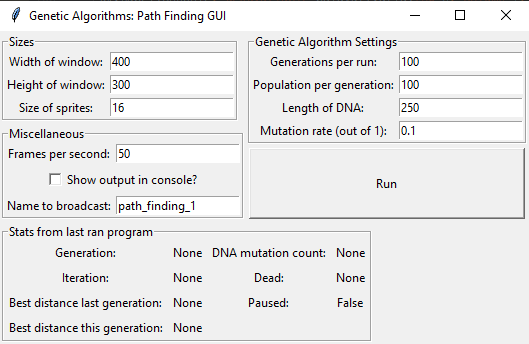 Genetic Algorithms: Path Finding GUI
Sizes
Width of window: 400
Height of window: 300
Size of sprites: 16
Genetic Algorithm Settings
Generations per run: 100
Population per generation: 100
Length of DNA: 250
Mutation rate (out of 1): 0.1
Miscellaneous
Frames per second: 50
Show output in console?
Name to broadcast: path_finding_1
Run
Stats from last ran program
Generation: None DNA mutation count: None
Iteration: None Dead: None
Best distance last generation: None Paused: False
Best distance this generation: None